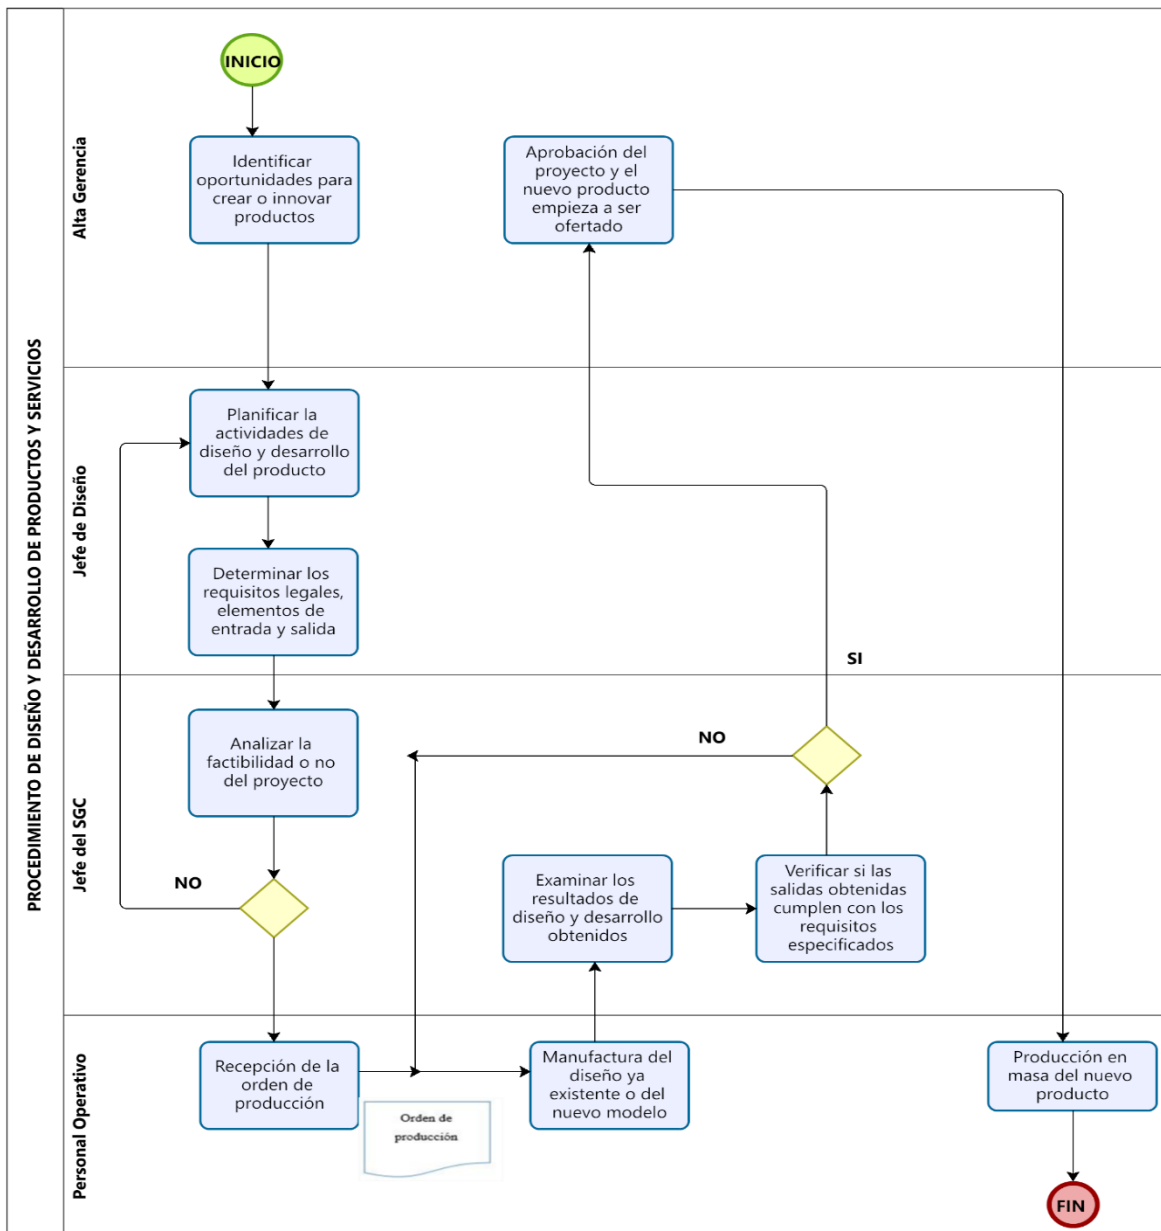 PROCEDIMIENTO DE DISEÑO Y DESARROLLO DE PRODUCTOS Y SERVICIOS
Alta Gerencia
INICIO
Identificar
oportunidades para
crear o innovar
productos
Aprobación del
proyecto y el
nuevo producto
empieza a ser
ofertado
Jefe de Diseño
Planificar la
actividades de
diseño y desarrollo
del producto
Determinar los
requisitos legales,
elementos de
entrada y salida
SI
Jefe del SGC
Analizar la
factibilidad o no
del proyecto
NO
NO
Examinar los
resultados de
diseño y desarrollo
obtenidos
Verificar si las
salidas obtenidas
cumplen con los
requisitos
especificados
Personal Operativo
Recepción de la
orden de
producción
Orden de
producción
Manufactura del
diseño ya
existente o del
nuevo modelo
Producción en
masa del nuevo
producto
FIN